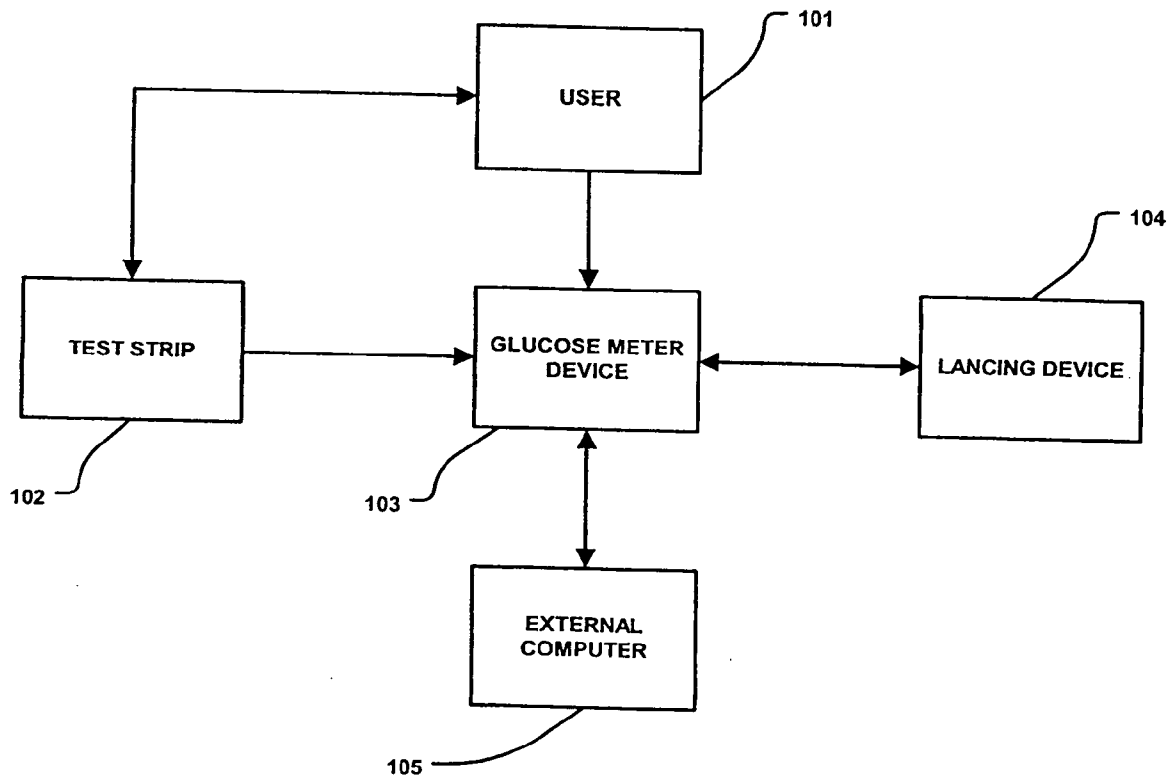 101
USER
104
TEST STRIP
GLUCOSE METER
DEVICE
LANCING DEVICE
102
103
EXTERNAL
COMPUTER
105